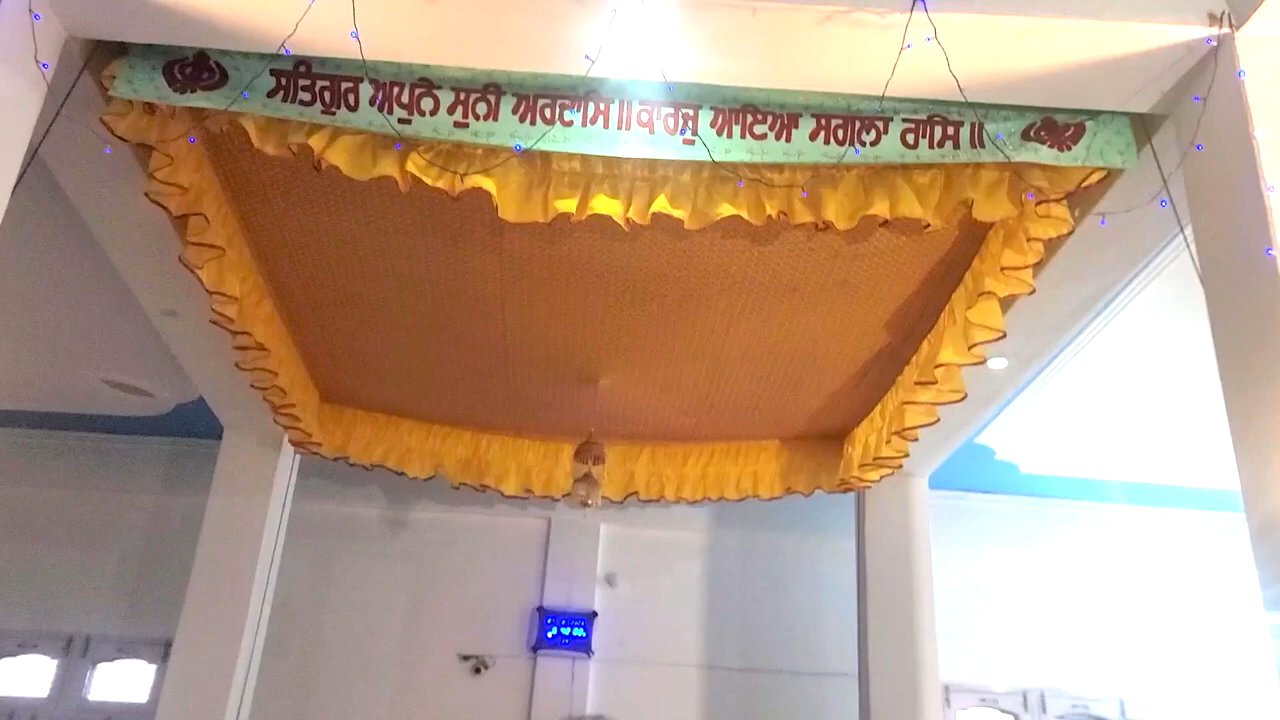 ਸਤਿਗੁਰ ਅਪੁਨੇ ਸੁਨੀ ਅਰਦਾਸਿ॥ਕਾਰਜੁ ਆਇਆ ਸਗਲਾ ਰਾਸਿ॥